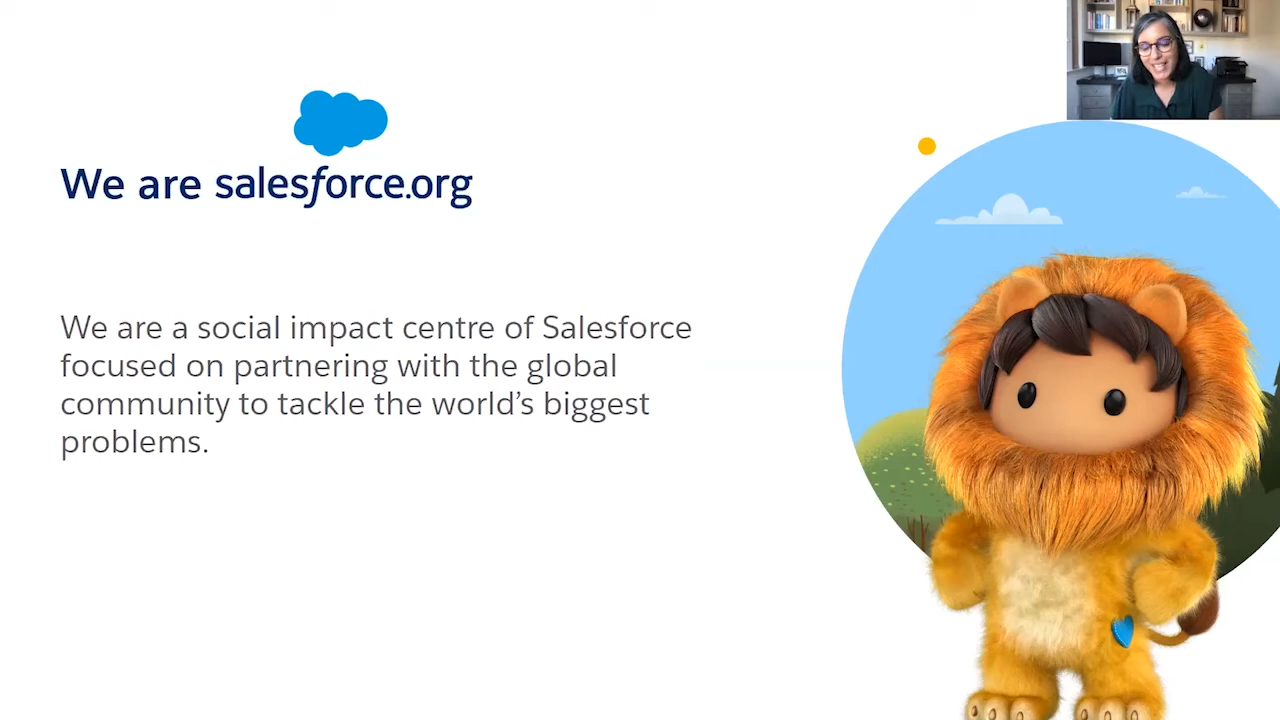 We are salesforce.org
We are a social impact centre of Salesforce
focused on partnering with the global
community to tackle the world’s biggest
problems.